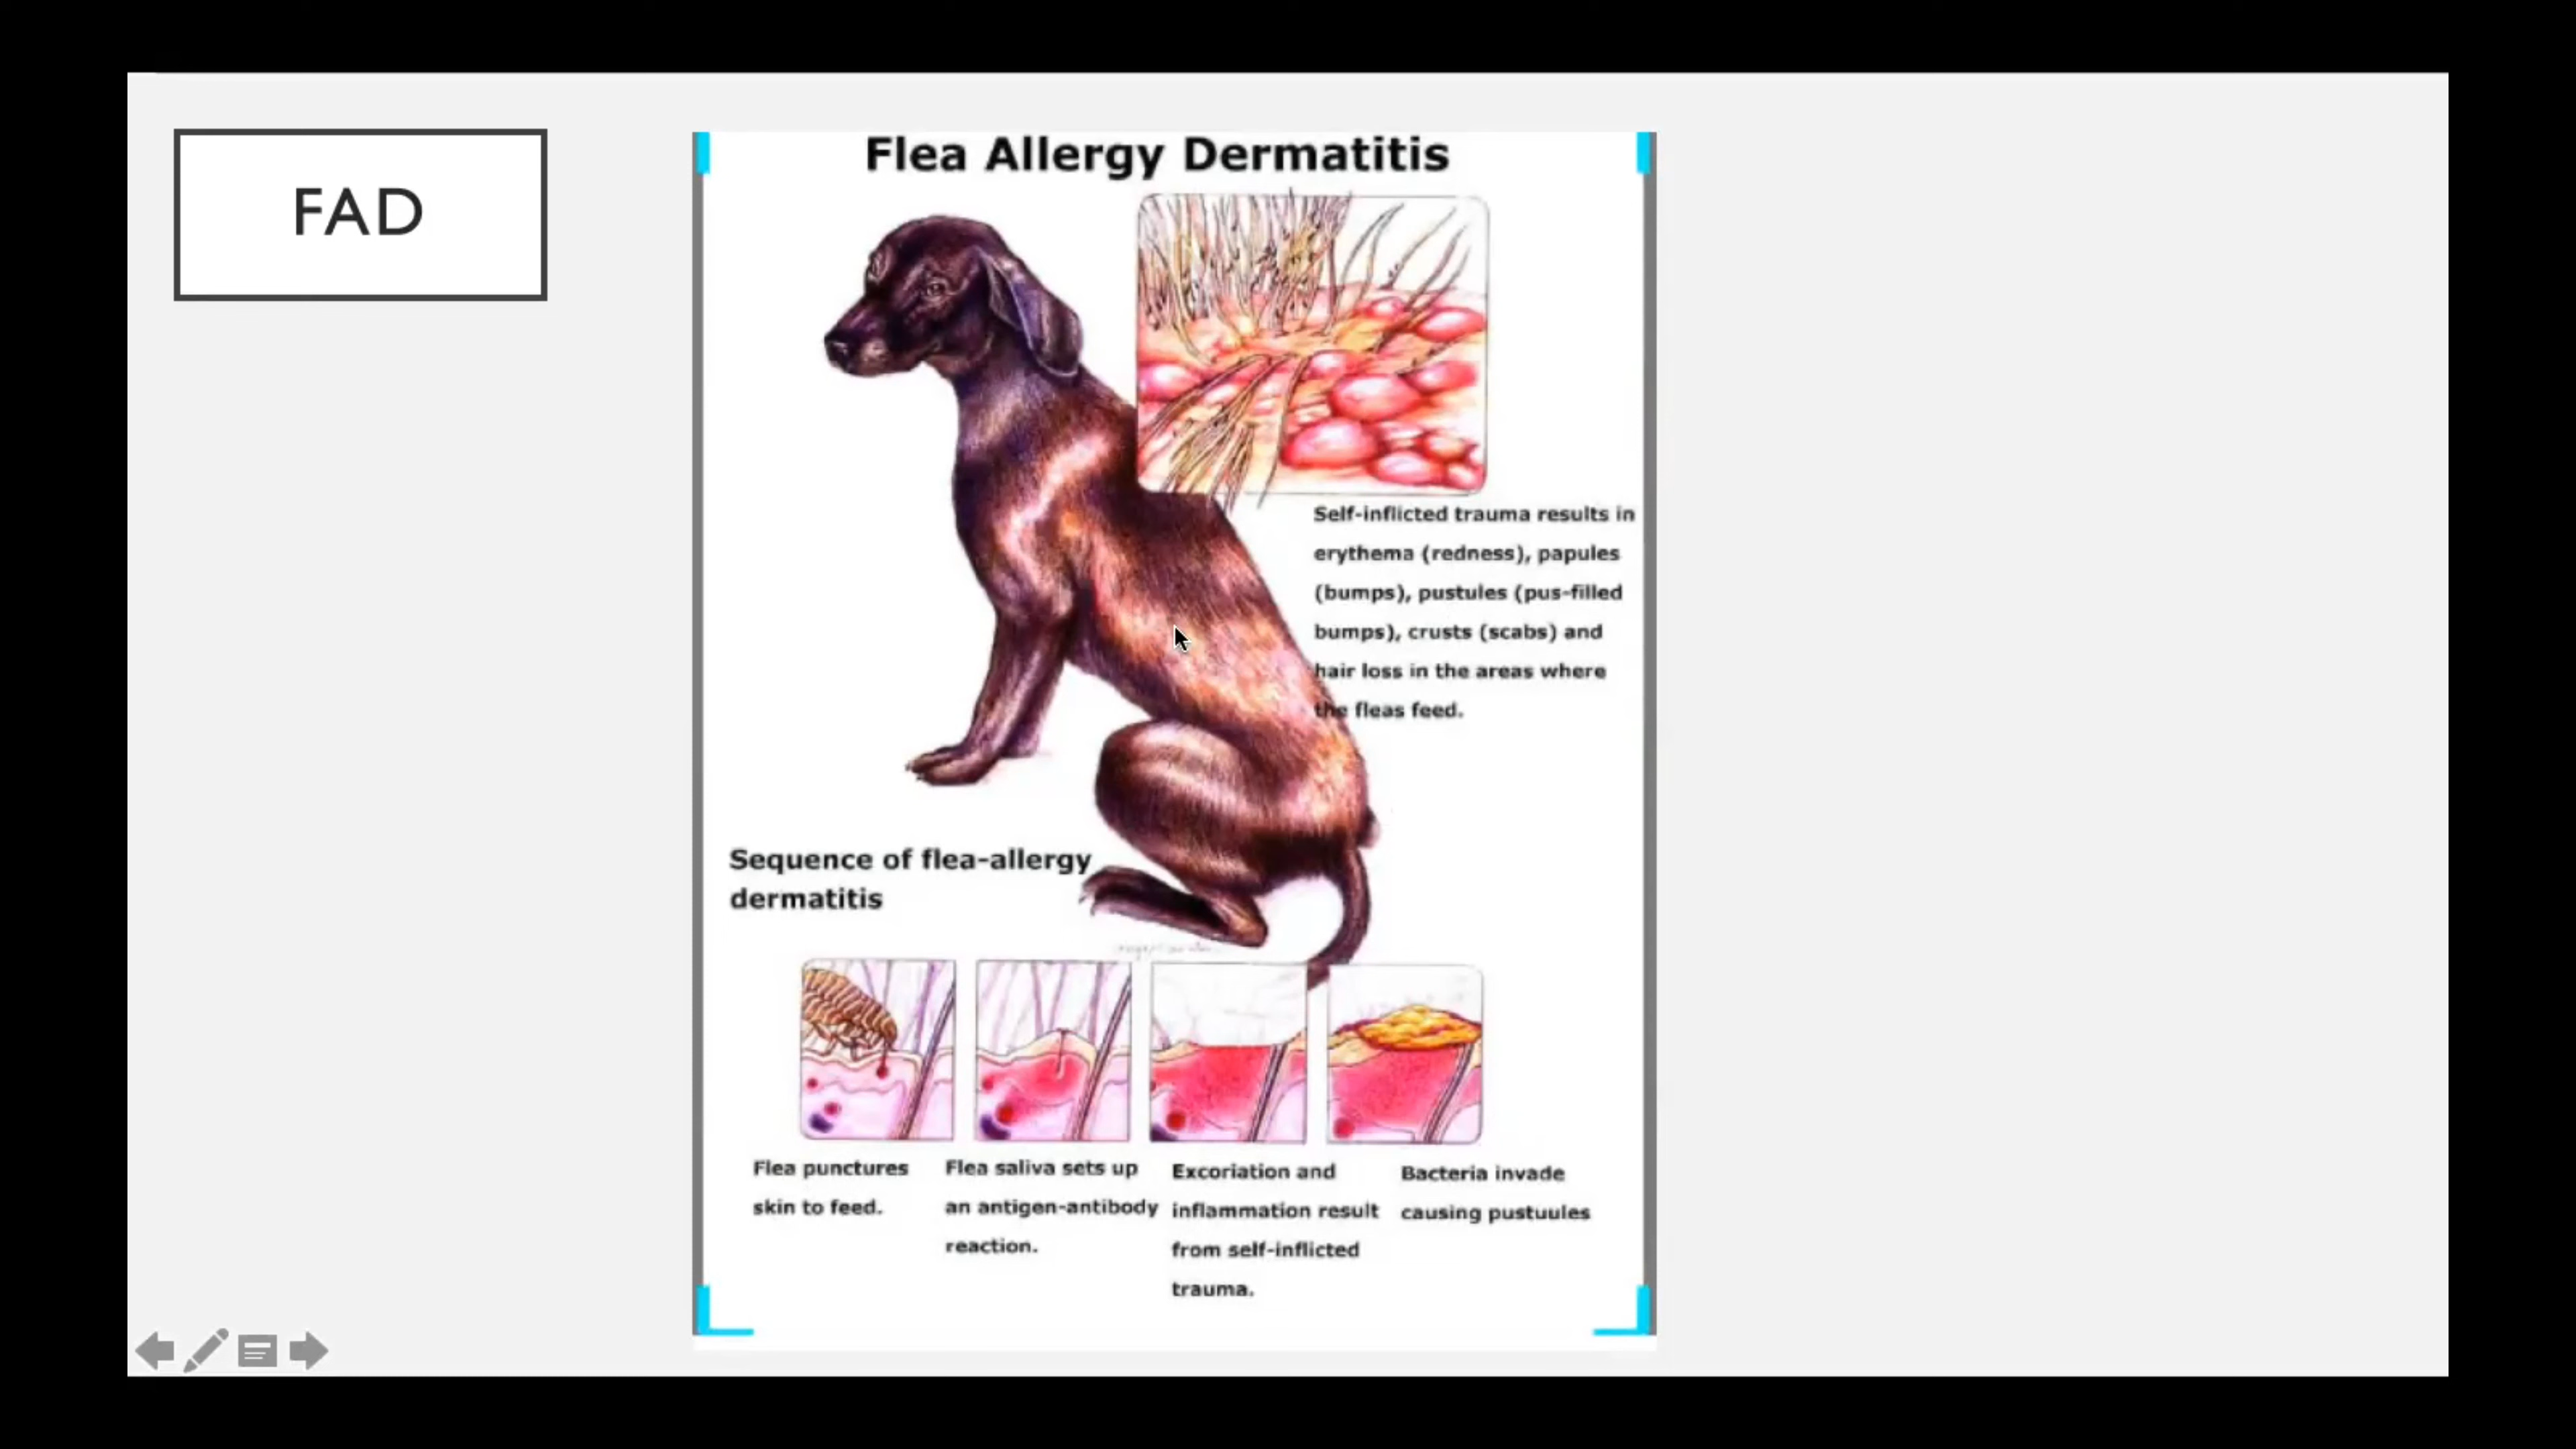 FAD
Flea Allergy Dermatitis
Self-inflicted trauma results in
erythema (redness), papules
(bumps), pustules (pus-filled
bumps), crusts (scabs) and
hair loss in the areas where
the fleas feed.
Sequence of flea-allergy
dermatitis
Flea punctures
skin to feed.
Flea saliva sets up
an antigen-antibody
reaction.
Excoriation and
inflammation result
from self-inflicted
trauma.
Bacteria invade
causing pustuules